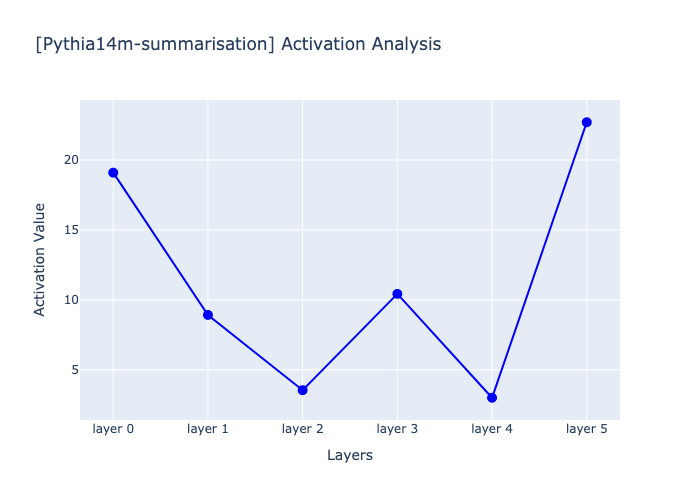 [Pythia14m-summarisation] Activation Analysis
Activation Value
20
15
10
5
layer 0
layer 1
layer 2
layer 3
layer 4
layer 5
Layers